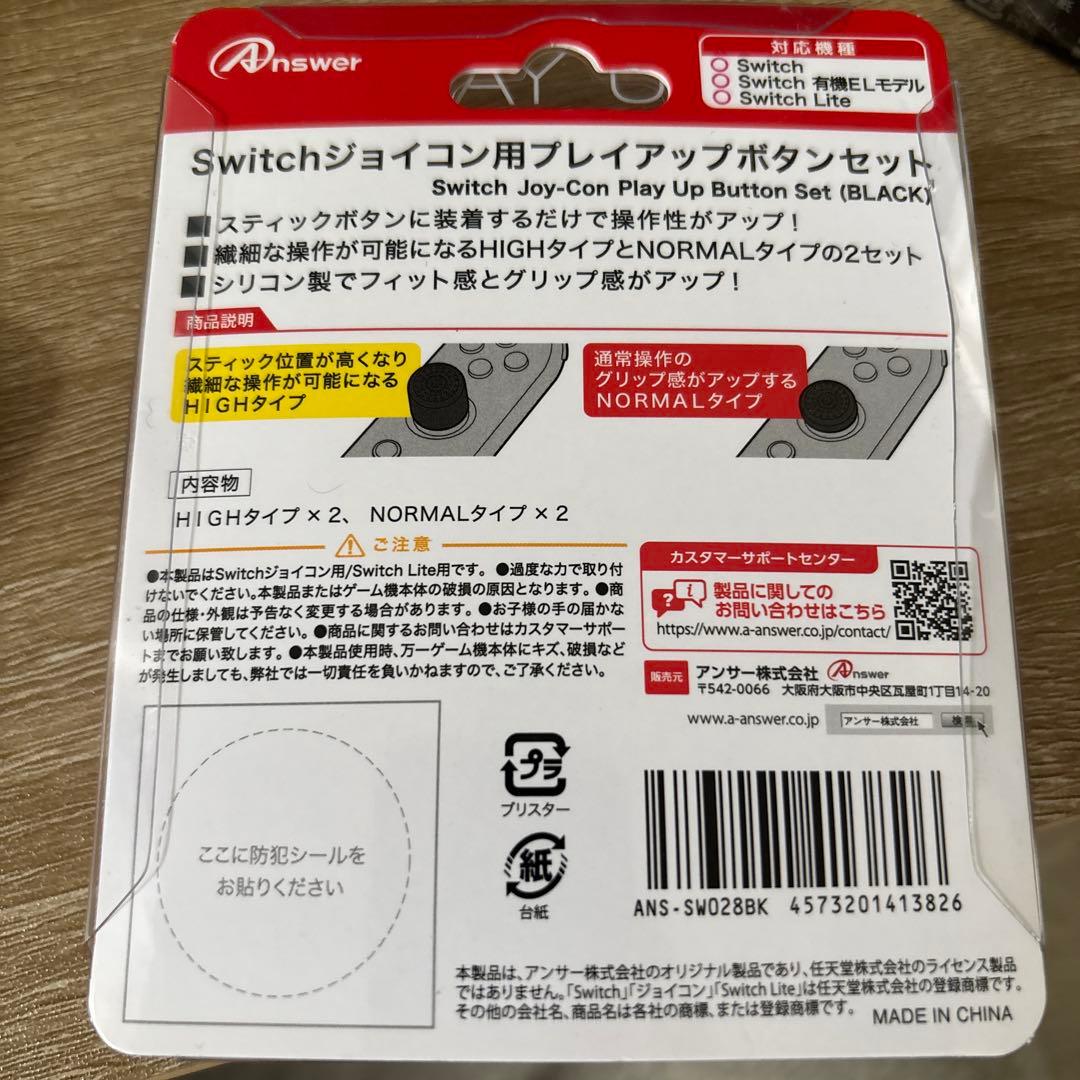 Answer
対応機種
○ Switch
○ Switch 有機ELモデル
○ Switch Lite
Switchジョイコン用プレイアップボタンセット
Switch Joy-Con Play Up Button Set (BLACK)
■スティックボタンに装着するだけで操作性がアップ！
■繊細な操作が可能になるHIGHタイプとNORMALタイプの2セット
■シリコン製でフィット感とグリップ感がアップ！
商品説明
スティック位置が高くなり
繊細な操作が可能になる
HIGHタイプ
通常操作の
グリップ感がアップする
NORMALタイプ
内容物
HIGHタイプ×2、NORMALタイプ×2
ご注意
●本製品はSwitchジョイコン用/Switch Lite用です。●過度な力で取り付
けないでください。本製品またはゲーム機本体の破損の原因となります。●商
品の仕様・外観は予告なく変更する場合があります。●お子様の手の届かな
い場所に保管してください。●商品に関するお問い合わせはカスタマーサポー
トまでお願い致します。●本製品使用時、万一ゲーム機本体にキズ、破損など
が発生しましても、弊社では一切責任を負いかねますので、ご了承ください。
カスタマーサポートセンター
製品に関しての
お問い合わせはこちら
https://www.a-answer.co.jp/contact/
販売元 アンサー株式会社 Answer
〒542-0066 大阪府大阪市中央区瓦屋町1丁目14-20
www.a-answer.co.jp アンサー株式会社 検索
プラ
ブリスター
紙
台紙
ここに防犯シールを
お貼りください
ANS-SW028BK 4573201413826
本製品は、アンサー株式会社のオリジナル製品であり、任天堂株式会社のライセンス製品
ではありません。「Switch」「ジョイコン」「Switch Lite」は任天堂株式会社の登録商標です。
その他の会社名、商品名は各社の商標、または登録商標です。
MADE IN CHINA